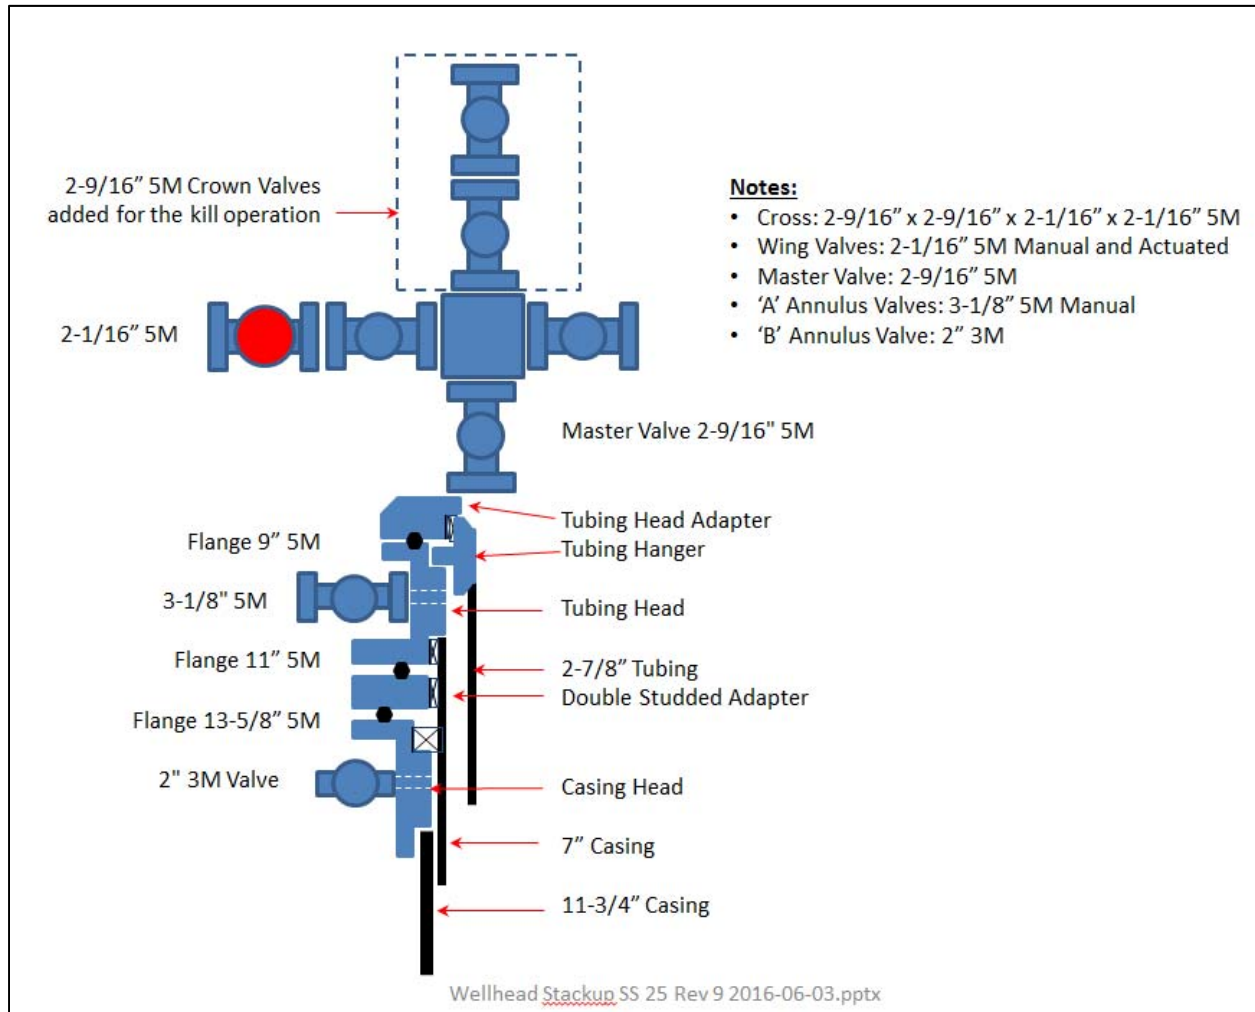 2-9/16” 5M Crown Valves
added for the kill operation
Notes:
• Cross: 2-9/16” x 2-9/16” x 2-1/16” x 2-1/16” 5M
• Wing Valves: 2-1/16” 5M Manual and Actuated
• Master Valve: 2-9/16” 5M
• ‘A’ Annulus Valves: 3-1/8” 5M Manual
• ‘B’ Annulus Valve: 2” 3M
2-1/16” 5M
Master Valve 2-9/16" 5M
Tubing Head Adapter
Flange 9” 5M
Tubing Hanger
3-1/8" 5M
Tubing Head
Flange 11” 5M
2-7/8” Tubing
Double Studded Adapter
Flange 13-5/8” 5M
2" 3M Valve
Casing Head
7” Casing
11-3/4” Casing
Wellhead Stackup SS 25 Rev 9 2016-06-03.pptx